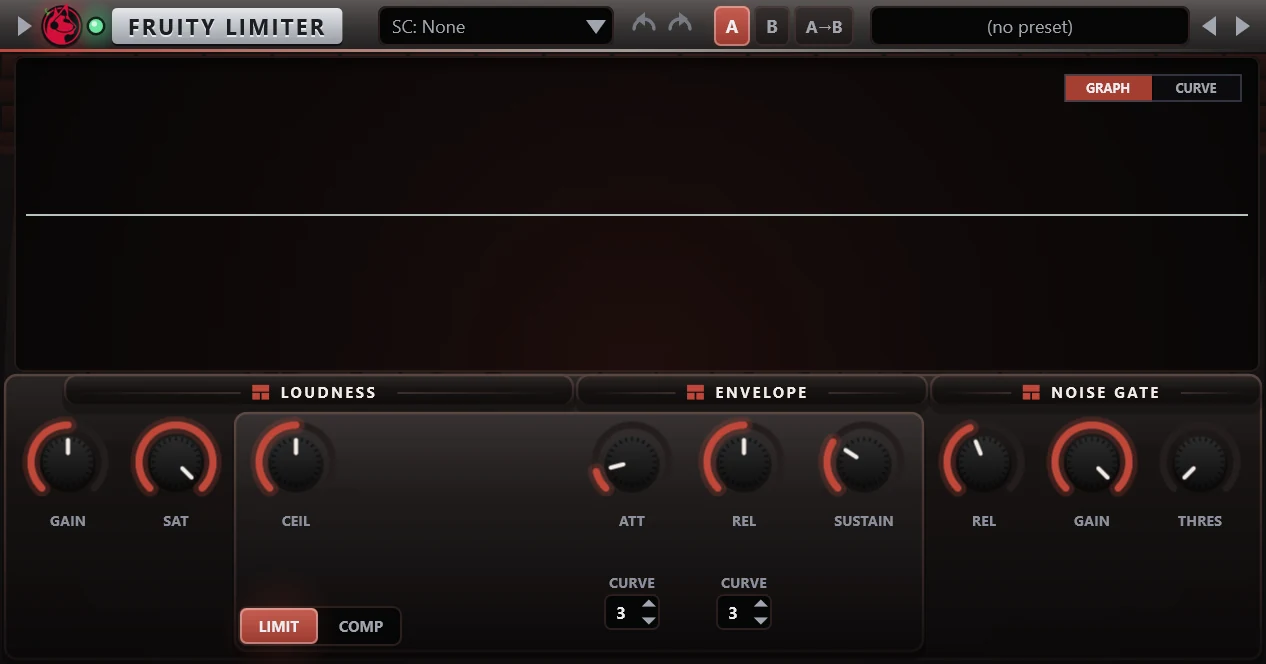 FRUITY LIMITER
SC: None
A
B
A→B
(no preset)
GRAPH
CURVE
LOUDNESS
ENVELOPE
NOISE GATE
GAIN
SAT
CEIL
ATT
REL
SUSTAIN
REL
GAIN
THRES
CURVE
CURVE
3
3
LIMIT
COMP